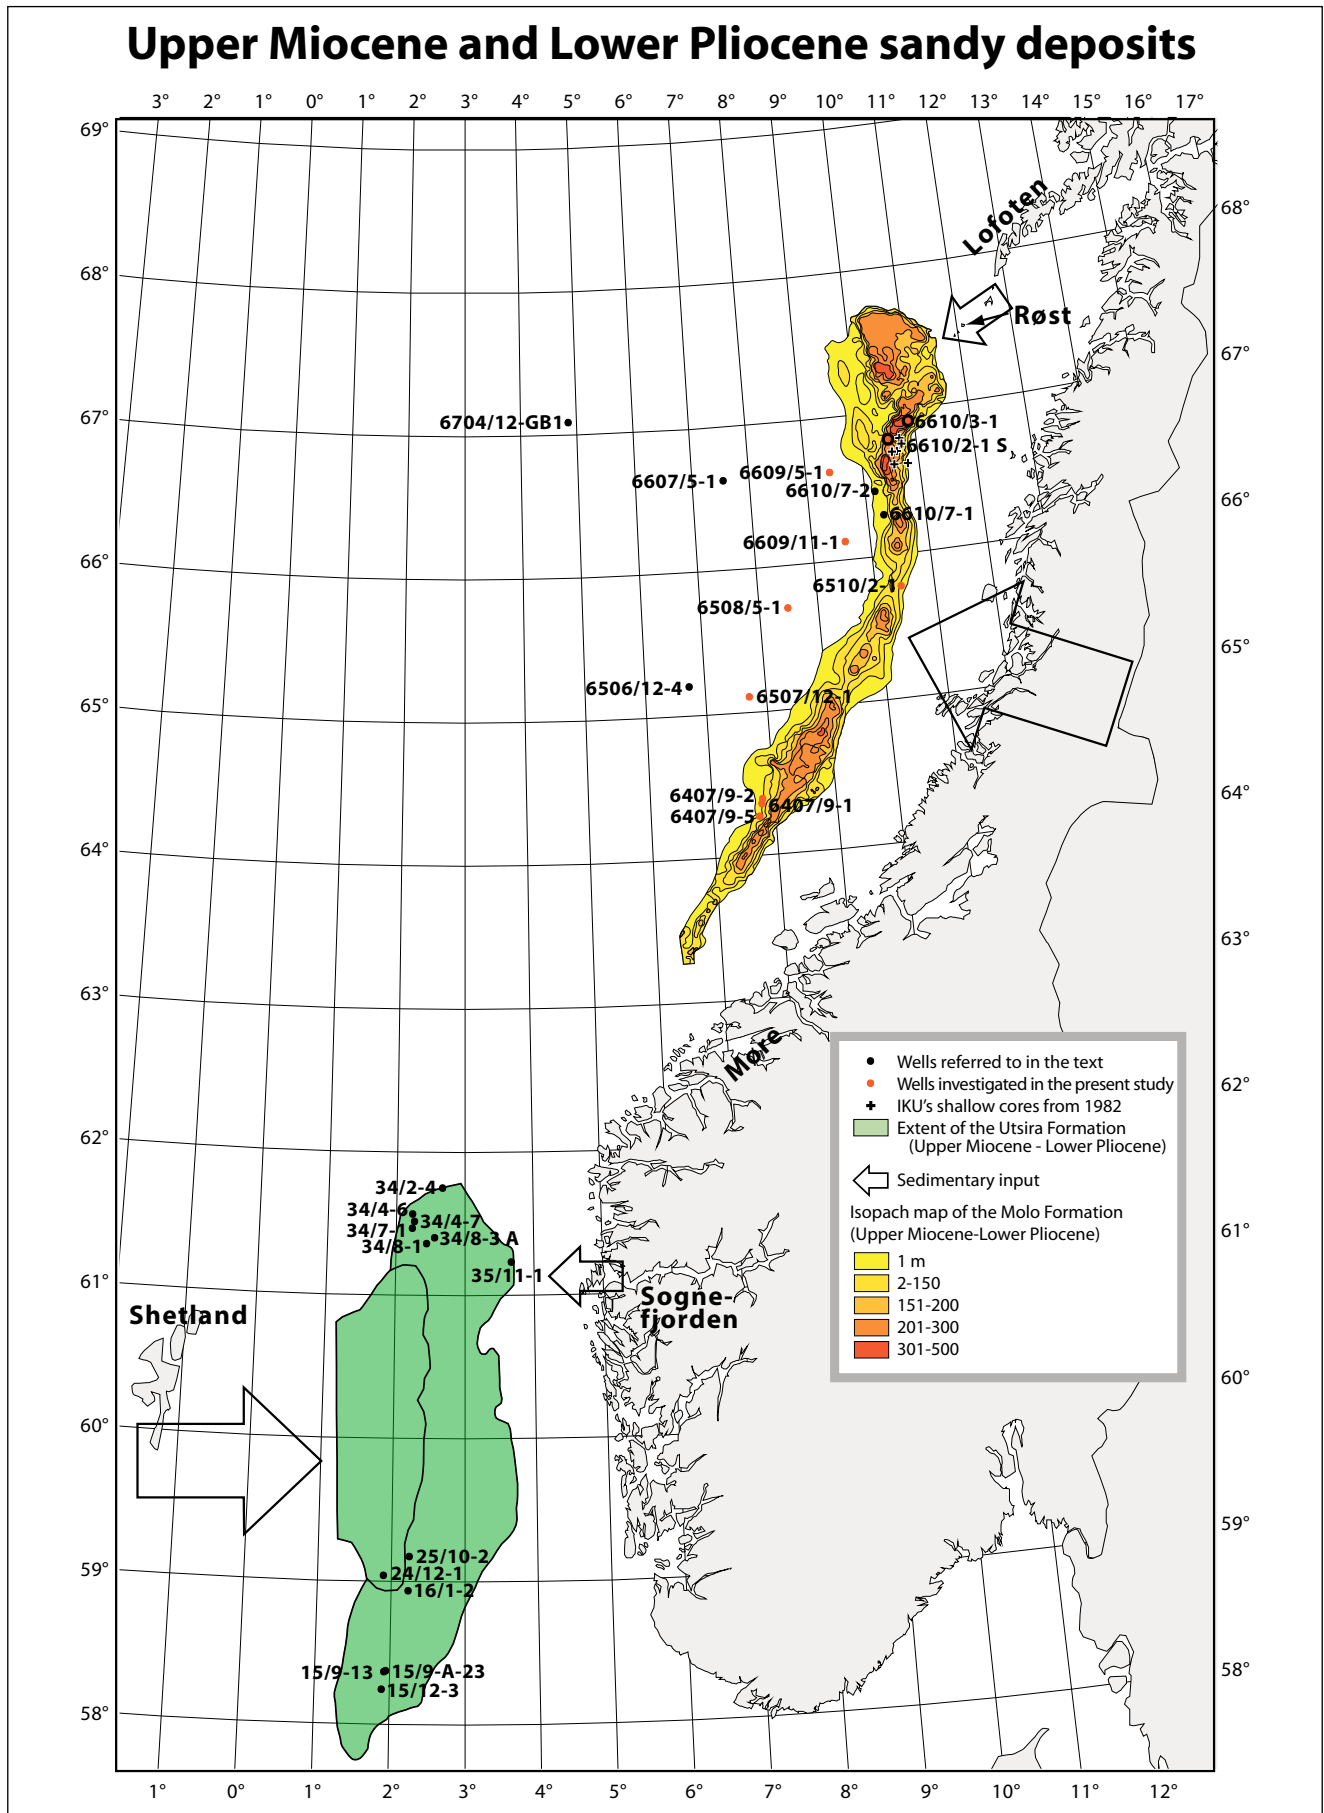 Upper Miocene and Lower Pliocene sandy deposits
3° 2° 1° 0° 1° 2° 3° 4° 5° 6° 7° 8° 9° 10° 11° 12° 13° 14° 15° 16° 17°
69°
68°
Lofoten
68°
Røst
67°
67°
6704/12-GB1
6610/3-1
6610/2-1 S
6609/5-1
6607/5-1
6610/7-2
66°
6610/7-1
6609/11-1
66°
6510/2-1
6508/5-1
65°
6506/12-4
6507/12-1
65°
64°
6407/9-2
6407/9-1
6407/9-5
64°
63°
63°
Møre
62°
62°
Wells referred to in the text
Wells investigated in the present study
IKU's shallow cores from 1982
Extent of the Utsira Formation
(Upper Miocene - Lower Pliocene)
Sedimentary input
Isopach map of the Molo Formation
(Upper Miocene-Lower Pliocene)
1 m
2-150
151-200
201-300
301-500
34/2-4
34/4-6
34/4-7
34/7-1
34/8-3 A
34/8-1
61°
35/11-1
61°
Sogne-
fjorden
Shetland
60°
60°
59°
25/10-2
59°
24/12-1
16/1-2
15/9-13
15/9-A-23
58°
15/12-3
58°
1° 0° 1° 2° 3° 4° 5° 6° 7° 8° 9° 10° 11° 12°